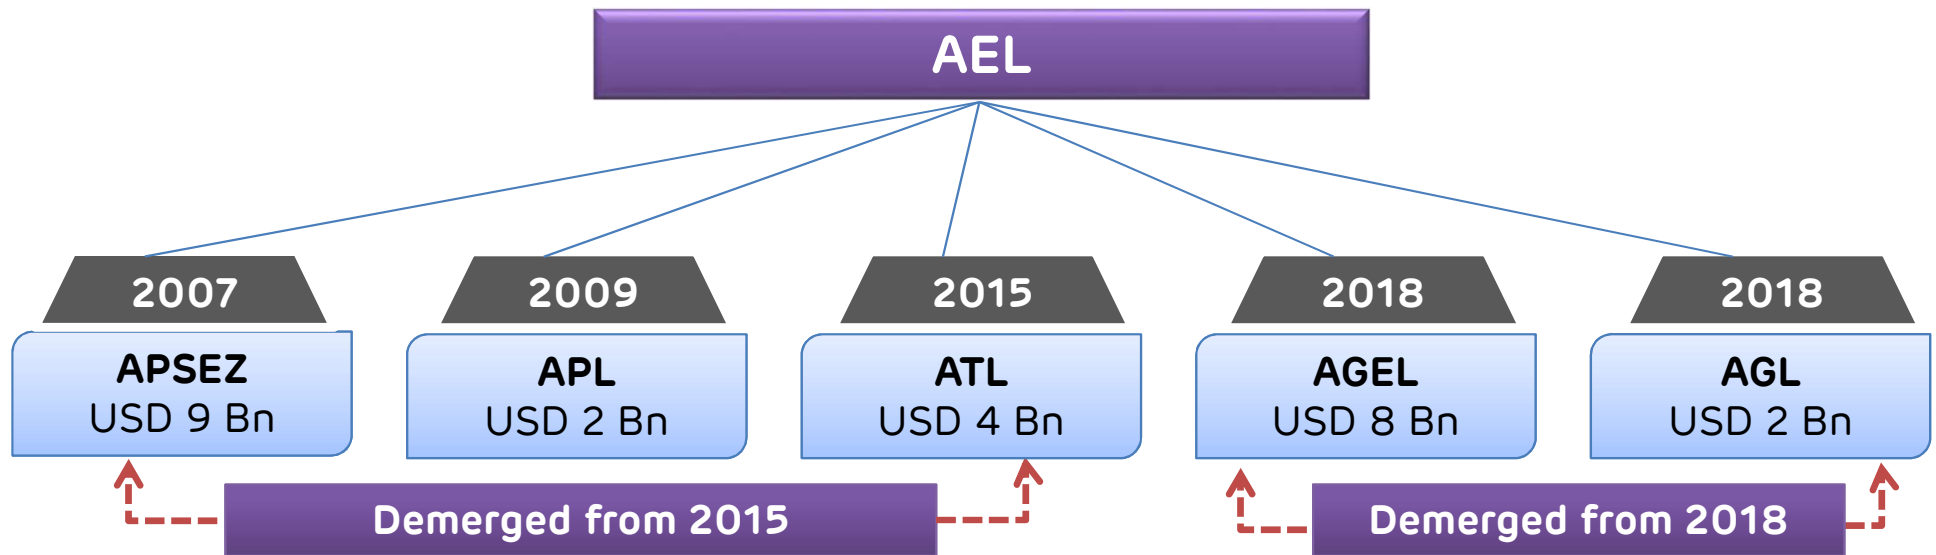 AEL
2007
2009
2015
2018
2018
APSEZ
USD 9 Bn
APL
USD 2 Bn
ATL
USD 4 Bn
AGEL
USD 8 Bn
AGL
USD 2 Bn
Demerged from 2015
Demerged from 2018